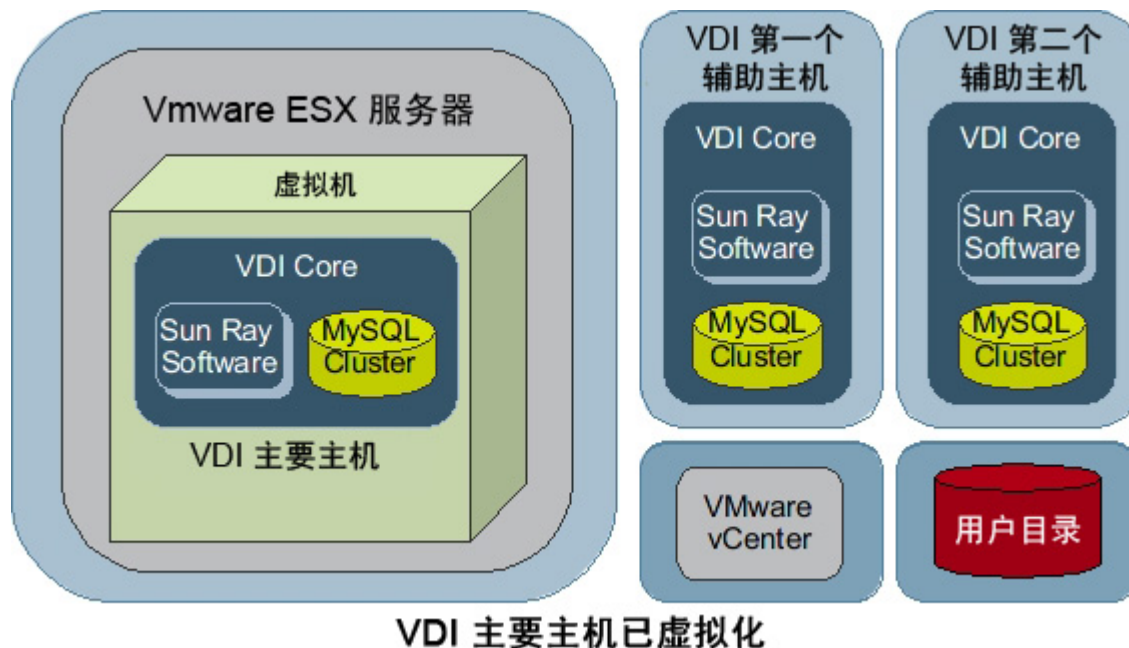 Vmware ESX 服务器
虚拟机
VDI Core
Sun Ray
Software
MySQL
Cluster
VDI 主要主机
VDI 第一个
辅助主机
VDI Core
Sun Ray
Software
MySQL
Cluster
VDI 第二个
辅助主机
VDI Core
Sun Ray
Software
MySQL
Cluster
VMware
vCenter
用户目录
VDI 主要主机已虚拟化